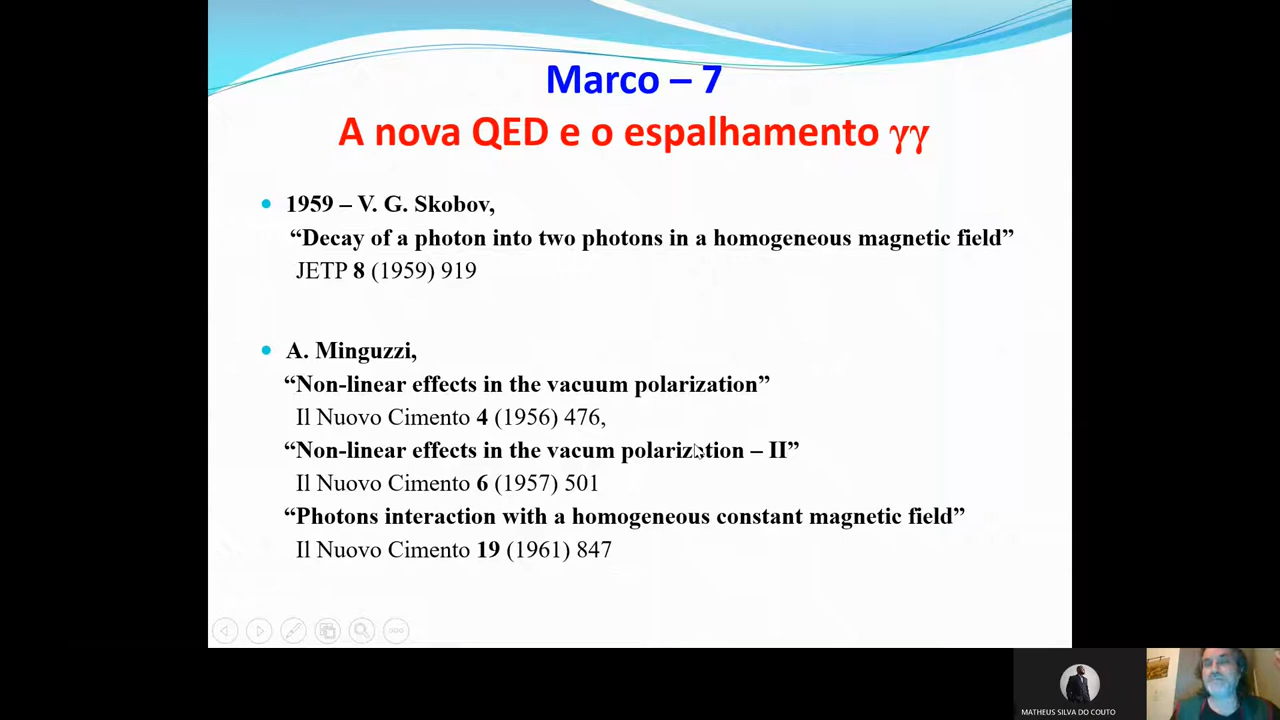 Marco – 7
A nova QED e o espalhamento γγ
1959 – V. G. Skobov,
“Decay of a photon into two photons in a homogeneous magnetic field”
JETP 8 (1959) 919
A. Minguzzi,
“Non-linear effects in the vacuum polarization”
Il Nuovo Cimento 4 (1956) 476,
“Non-linear effects in the vacum polarization – II”
Il Nuovo Cimento 6 (1957) 501
“Photons interaction with a homogeneous constant magnetic field”
Il Nuovo Cimento 19 (1961) 847
MATHEUS SILVA DO COUTO